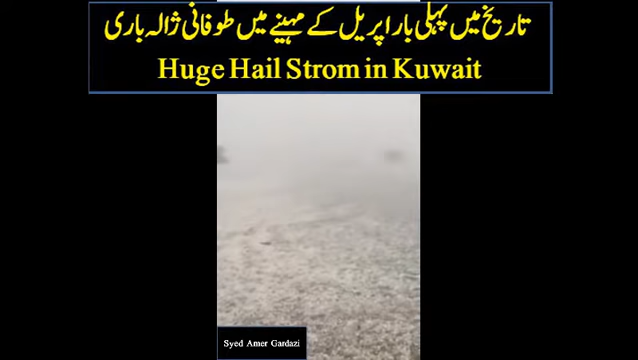 تاریخ میں پہلی بار اپریل کے مہینے میں طوفانی ژالہ باری
Huge Hail Strom in Kuwait
Syed Amer Gardazi